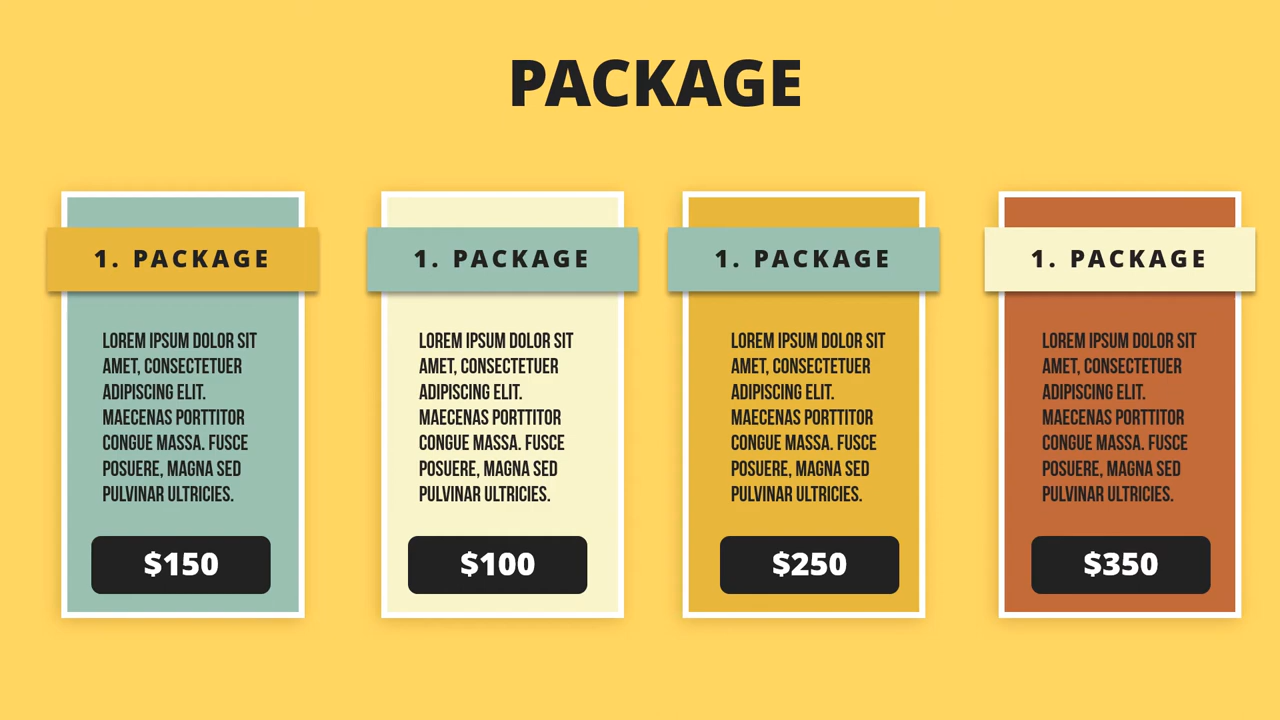 PACKAGE
1. PACKAGE
LOREM IPSUM DOLOR SIT
AMET, CONSECTETUER
ADIPISCING ELIT.
MAECENAS PORTTITOR
CONGUE MASSA. FUSCE
POSUERE, MAGNA SED
PULVINAR ULTRICIES.
$150
1. PACKAGE
LOREM IPSUM DOLOR SIT
AMET, CONSECTETUER
ADIPISCING ELIT.
MAECENAS PORTTITOR
CONGUE MASSA. FUSCE
POSUERE, MAGNA SED
PULVINAR ULTRICIES.
$100
1. PACKAGE
LOREM IPSUM DOLOR SIT
AMET, CONSECTETUER
ADIPISCING ELIT.
MAECENAS PORTTITOR
CONGUE MASSA. FUSCE
POSUERE, MAGNA SED
PULVINAR ULTRICIES.
$250
1. PACKAGE
LOREM IPSUM DOLOR SIT
AMET, CONSECTETUER
ADIPISCING ELIT.
MAECENAS PORTTITOR
CONGUE MASSA. FUSCE
POSUERE, MAGNA SED
PULVINAR ULTRICIES.
$350